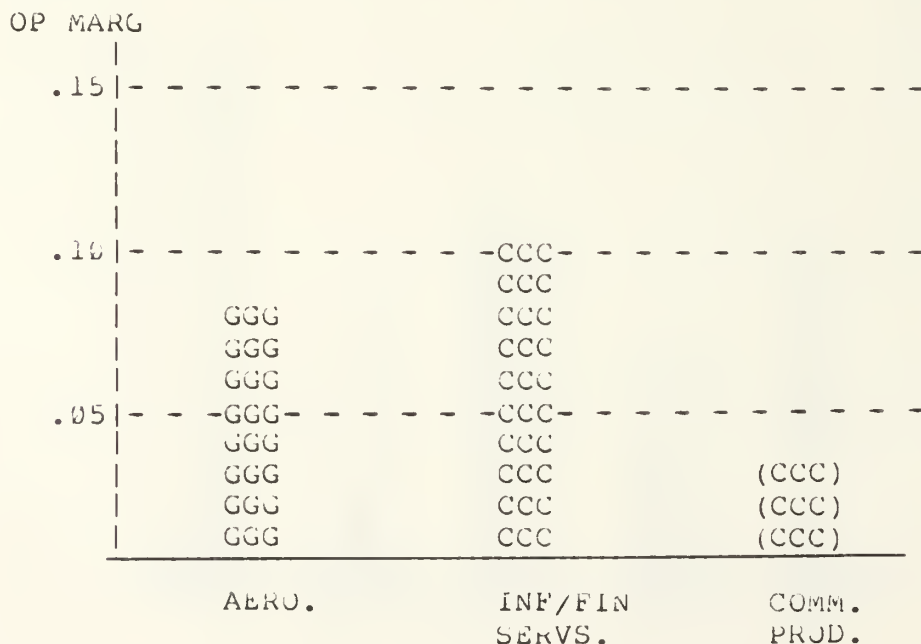 OP MARG
.15
.10 CCC
CCC
GGG CCC
GGG CCC
GGG CCC
.05 GGG CCC
GGG CCC
GGG CCC (CCC)
GGG CCC (CCC)
GGG CCC (CCC)
AERO. INF/FIN COMM.
SERVS. PROD.